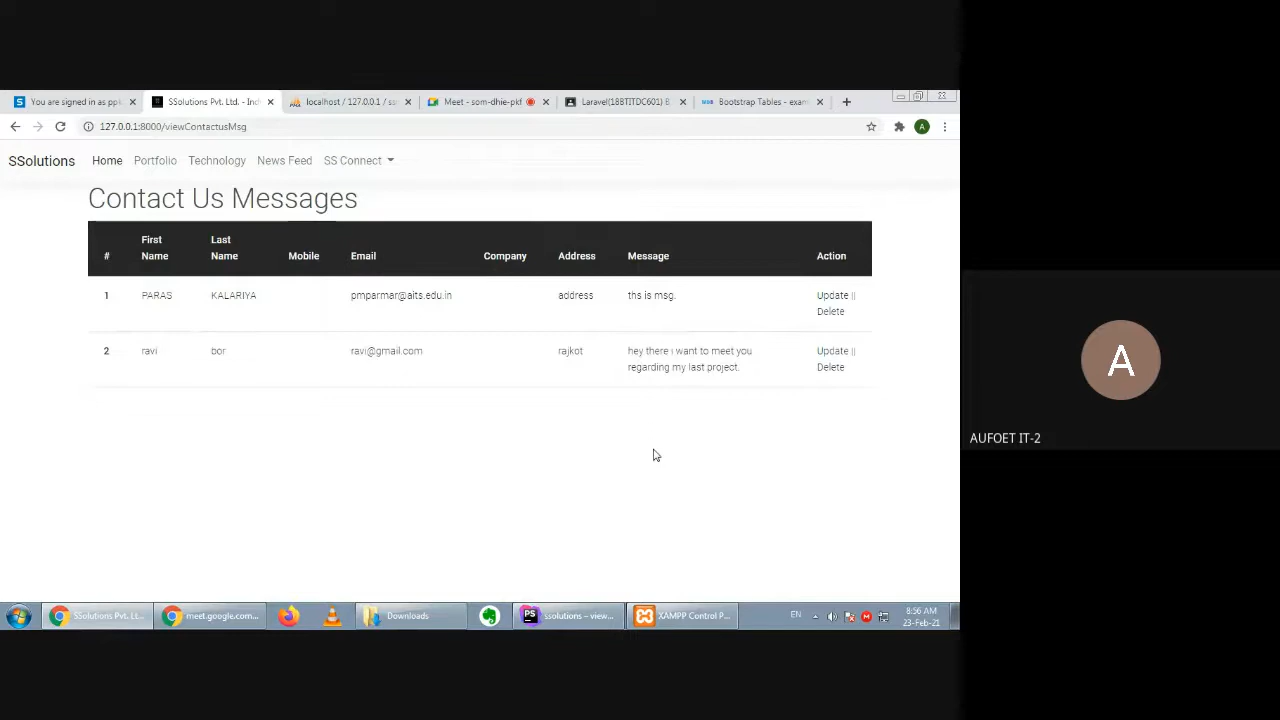 You are signed in as ppk
SSolutions Pvt. Ltd. - Ind
localhost / 127.0.0.1 / ss
Meet - som-dhie-pkf
Laravel(18BTITDC601) B
Bootstrap Tables - exam
127.0.0.1:8000/viewContactusMsg
A
SSolutions Home Portfolio Technology News Feed SS Connect
Contact Us Messages
# First Name Last Name Mobile Email Company Address Message Action
1 PARAS KALARIYA pmparmar@aits.edu.in address ths is msg. Update ||
Delete
2 ravi bor ravi@gmail.com rajkot hey there i want to meet you Update ||
regarding my last project. Delete
A
AUFOET IT-2
SSolutions Pvt. Lt...
meet.google.com...
Downloads
PS
ssolutions – view...
XAMPP Control P...
EN
8:56 AM
23-Feb-21